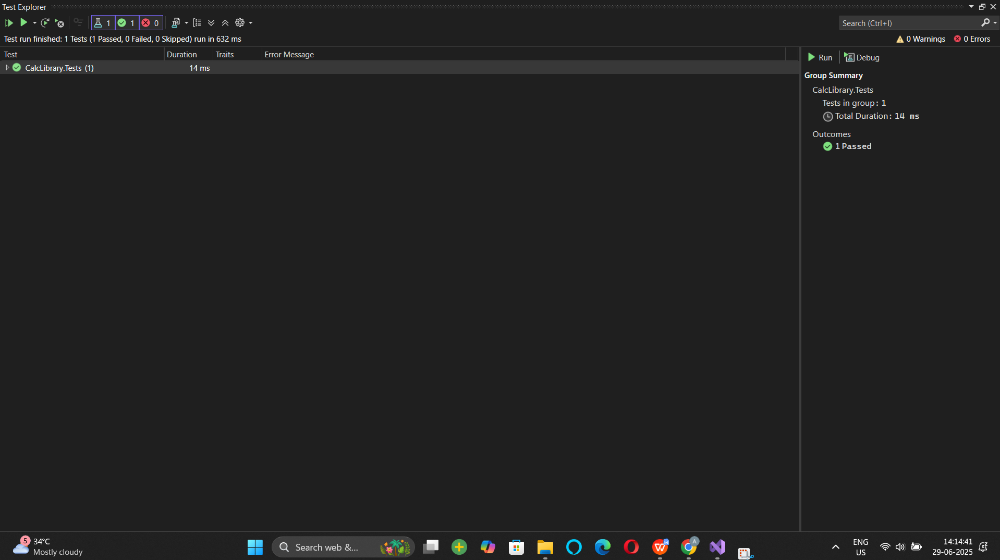 Test Explorer
1 1 0
Search (Ctrl+I)
Test run finished: 1 Tests (1 Passed, 0 Failed, 0 Skipped) run in 632 ms
0 Warnings 0 Errors
Test Duration Traits Error Message
CalcLibrary.Tests (1) 14 ms
Run Debug
Group Summary
CalcLibrary.Tests
Tests in group: 1
Total Duration: 14 ms
Outcomes
1 Passed
5
34°C
Mostly cloudy
Search web &...
W
W
A
ENG
US
14:14:41
29-06-2025